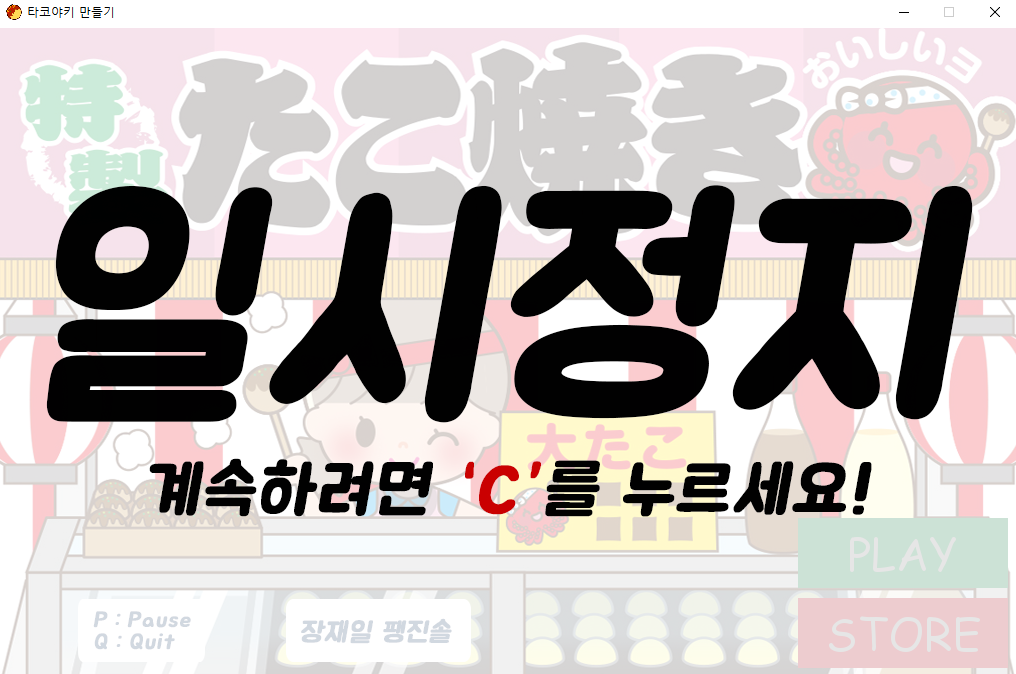 타코야키 만들기
おいしいヨ
特
製
たこ焼き
일시정지
大たこ
계속하려면 'C'를 누르세요!
PLAY
P : Pause
Q : Quit
장재일 팽진솔
STORE